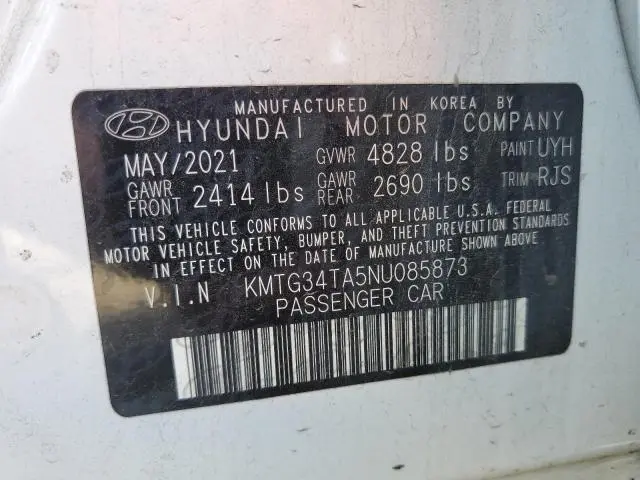 MANUFACTURED IN KOREA BY
HYUNDAI MOTOR COMPANY
MAY/2021 GVWR 4828 lbs PAINT UYH
GAWR FRONT 2414 lbs GAWR REAR 2690 lbs TRIM RJS
THIS VEHICLE CONFORMS TO ALL APPLICABLE U.S.A. FEDERAL
MOTOR VEHICLE SAFETY, BUMPER, AND THEFT PREVENTION STANDARDS
IN EFFECT ON THE DATE OF MANUFACTURE SHOWN ABOVE.
V.I.N KMTG34TA5NU085873
PASSENGER CAR